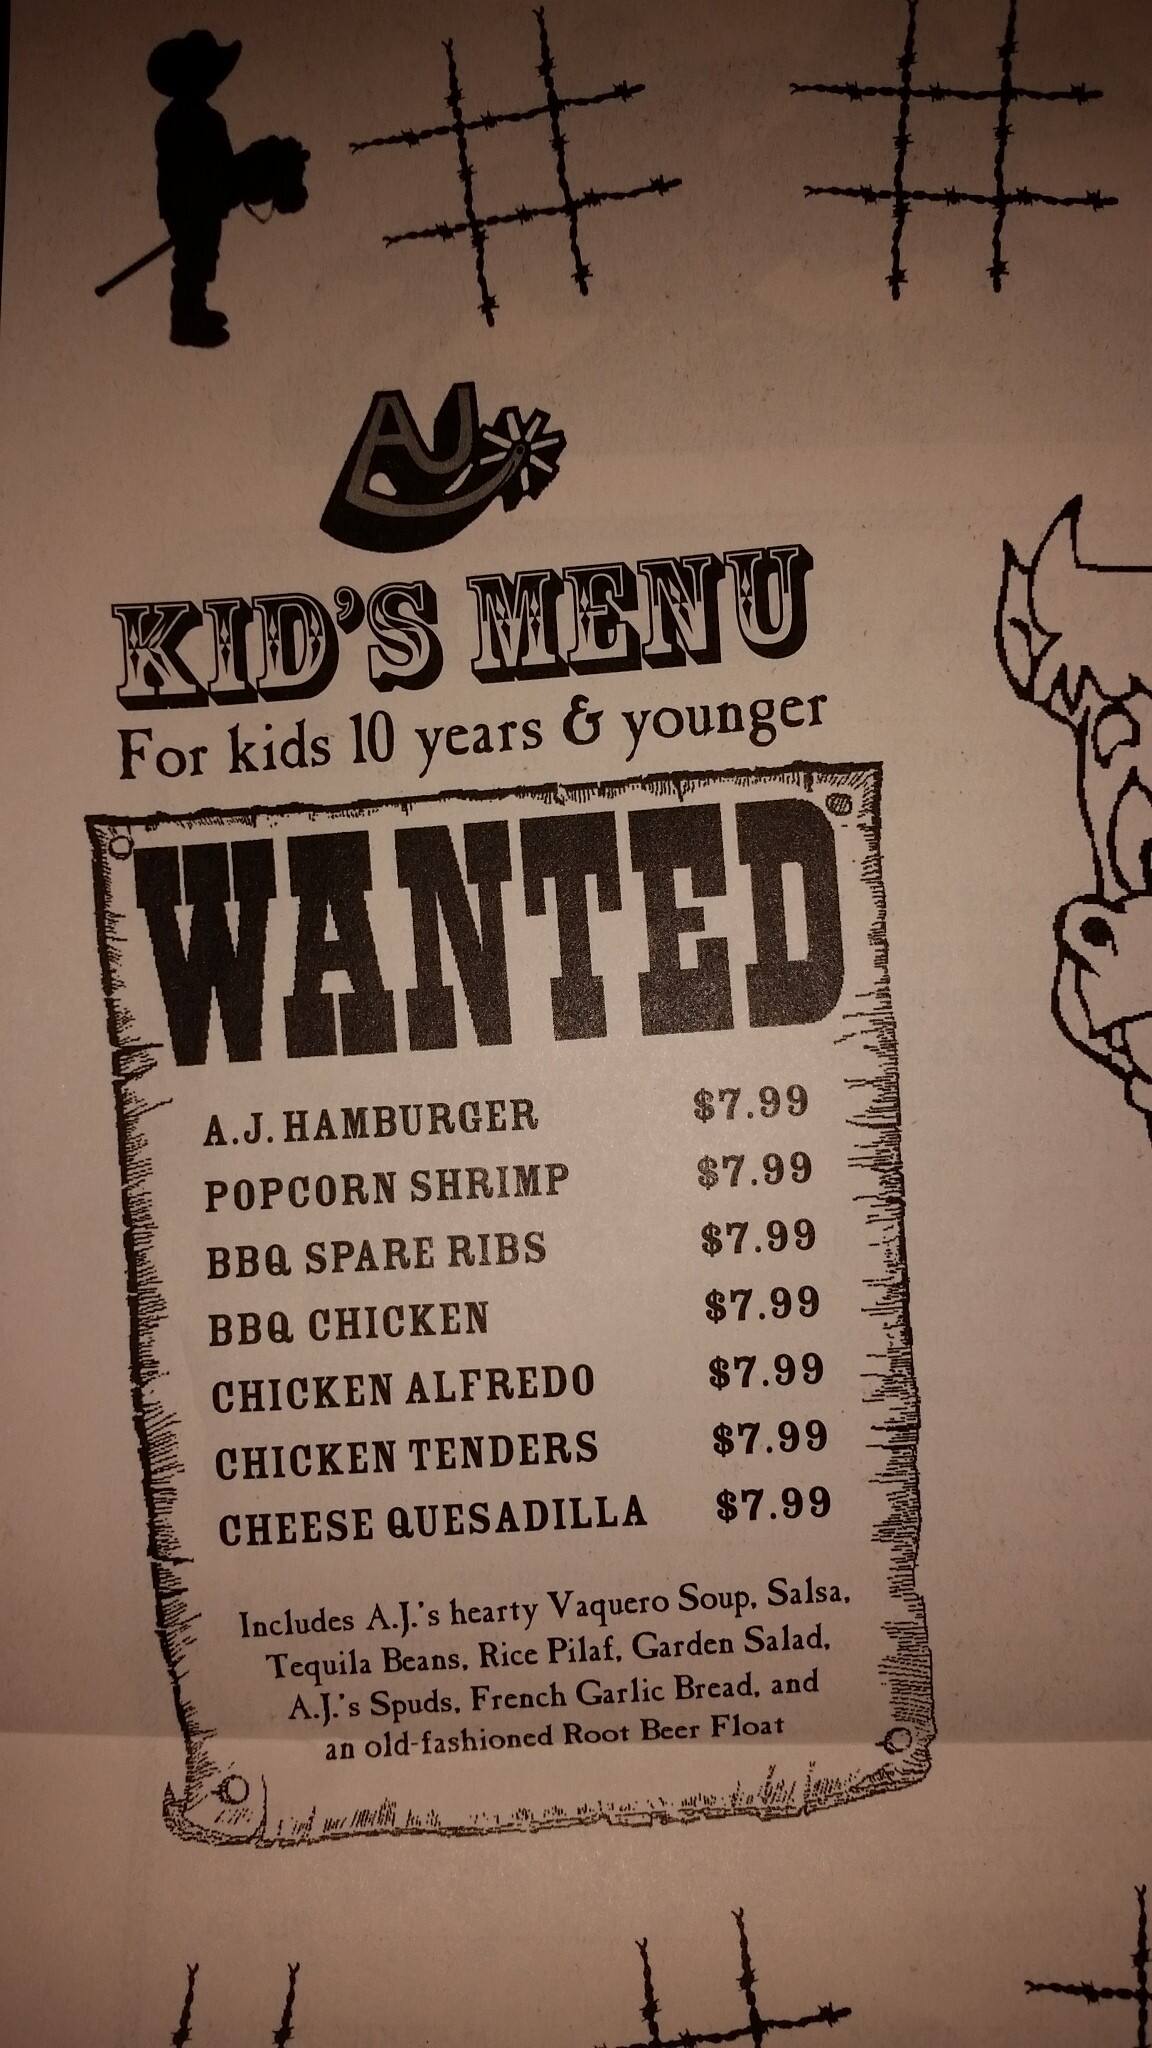 AJ
KID'S MENU
For kids 10 years & younger
WANTED
A.J. HAMBURGER $7.99
POPCORN SHRIMP $7.99
BBQ SPARE RIBS $7.99
BBQ CHICKEN $7.99
CHICKEN ALFREDO $7.99
CHICKEN TENDERS $7.99
CHEESE QUESADILLA $7.99
Includes A.J.'s hearty Vaquero Soup, Salsa,
Tequila Beans, Rice Pilaf, Garden Salad,
A.J.'s Spuds, French Garlic Bread, and
an old-fashioned Root Beer Float